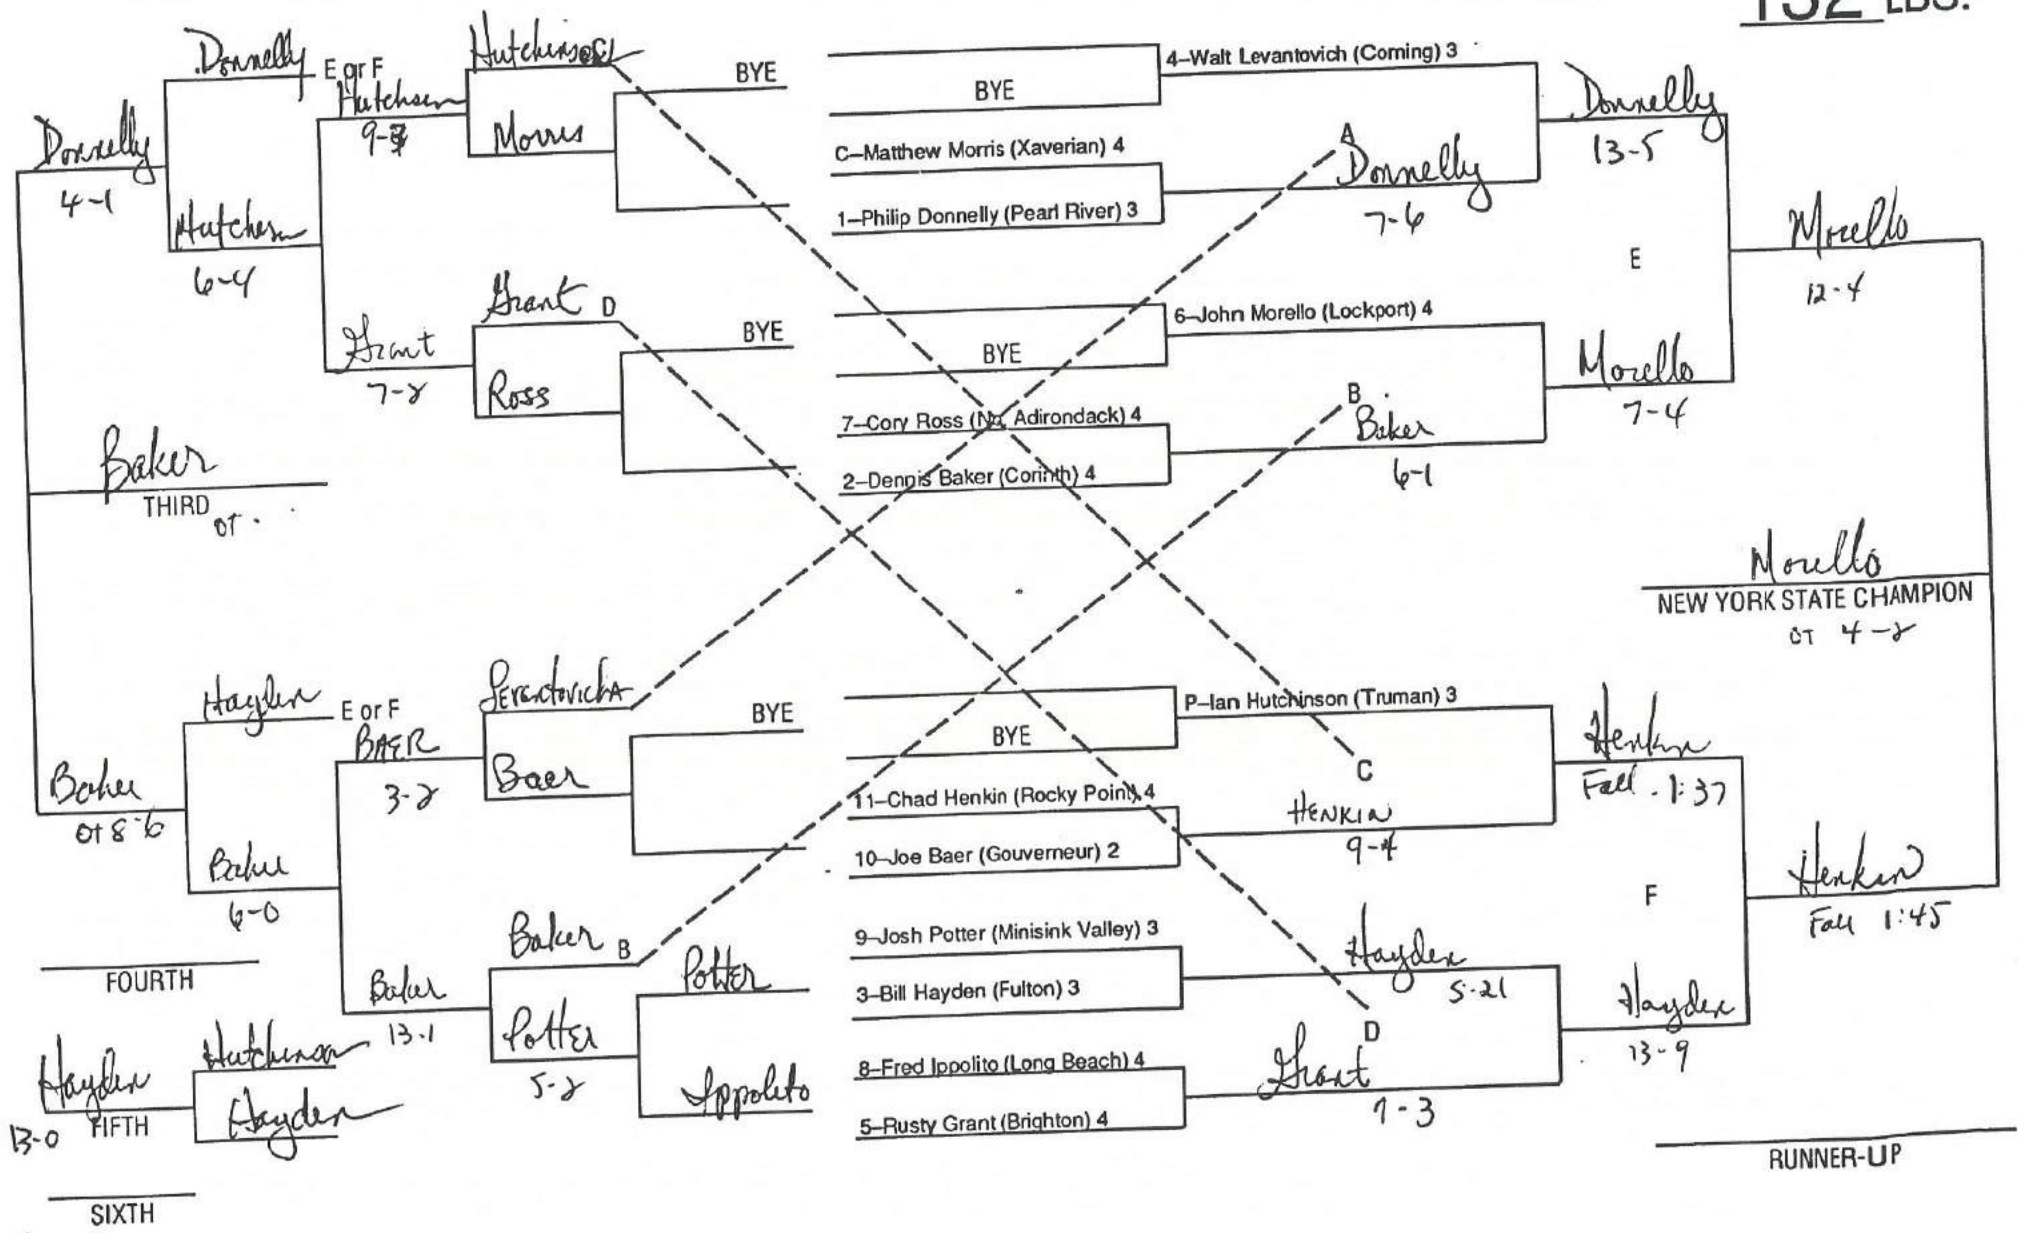 132 LBS.
Donnelly
E or F
Hutchinson C
BYE
4–Walt Levantovich (Corning) 3
Donnelly
Hutchsen
9-7
Morris
BYE
Donnelly
4-1
C–Matthew Morris (Xaverian) 4
A
Donnelly
13-5
1–Philip Donnelly (Pearl River) 3
7-6
Hutchesn
6-4
E
Morello
12-4
Grant D
BYE
6–John Morello (Lockport) 4
Grant
7-2
Ross
BYE
Morello
7-4
7–Cory Ross (No. Adirondack) 4
B
Baker
6-1
2–Dennis Baker (Corinth) 4
Baker
THIRD
OT
Morello
NEW YORK STATE CHAMPION
OT 4-2
Hayden
E or F
Levantovich A
BYE
P–Ian Hutchinson (Truman) 3
BAER
3-2
Baer
BYE
C
Henkin
Fall 1:37
Baker
OT 8-6
11–Chad Henkin (Rocky Point) 4
HENKIN
9-4
10–Joe Baer (Gouverneur) 2
Baker
6-0
F
Henkin
Fall 1:45
Baker B
Potter
9–Josh Potter (Minisink Valley) 3
Hayden
5-21
FOURTH
Baker
13-1
Potter
5-2
3–Bill Hayden (Fulton) 3
D
Hayden
13-9
Hutchinson
Ippolito
8–Fred Ippolito (Long Beach) 4
Grant
Hayden
13-0 FIFTH
Hayden
5–Rusty Grant (Brighton) 4
RUNNER-UP
SIXTH